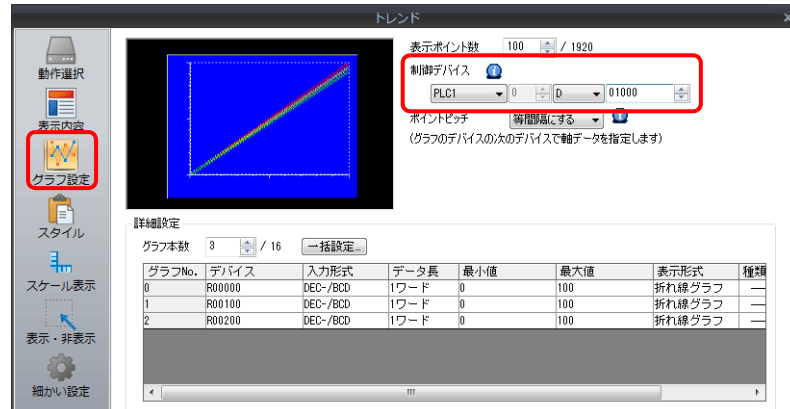 トレンド
動作選択
表示内容
グラフ設定
スタイル
スケール表示
表示・非表示
細かい設定
表示ポイント数 100 / 1920
制御デバイス
PLC1 0 D 01000
ポイントピッチ 等間隔にする
(グラフのデバイスの次のデバイスで軸データを指定します)
詳細設定
グラフ本数 3 / 16 一括設定...
グラフNo. デバイス 入力形式 データ長 最小値 最大値 表示形式 種類
0 R00000 DEC-/BCD 1ワード 0 100 折れ線グラフ —
1 R00100 DEC-/BCD 1ワード 0 100 折れ線グラフ —
2 R00200 DEC-/BCD 1ワード 0 100 折れ線グラフ —